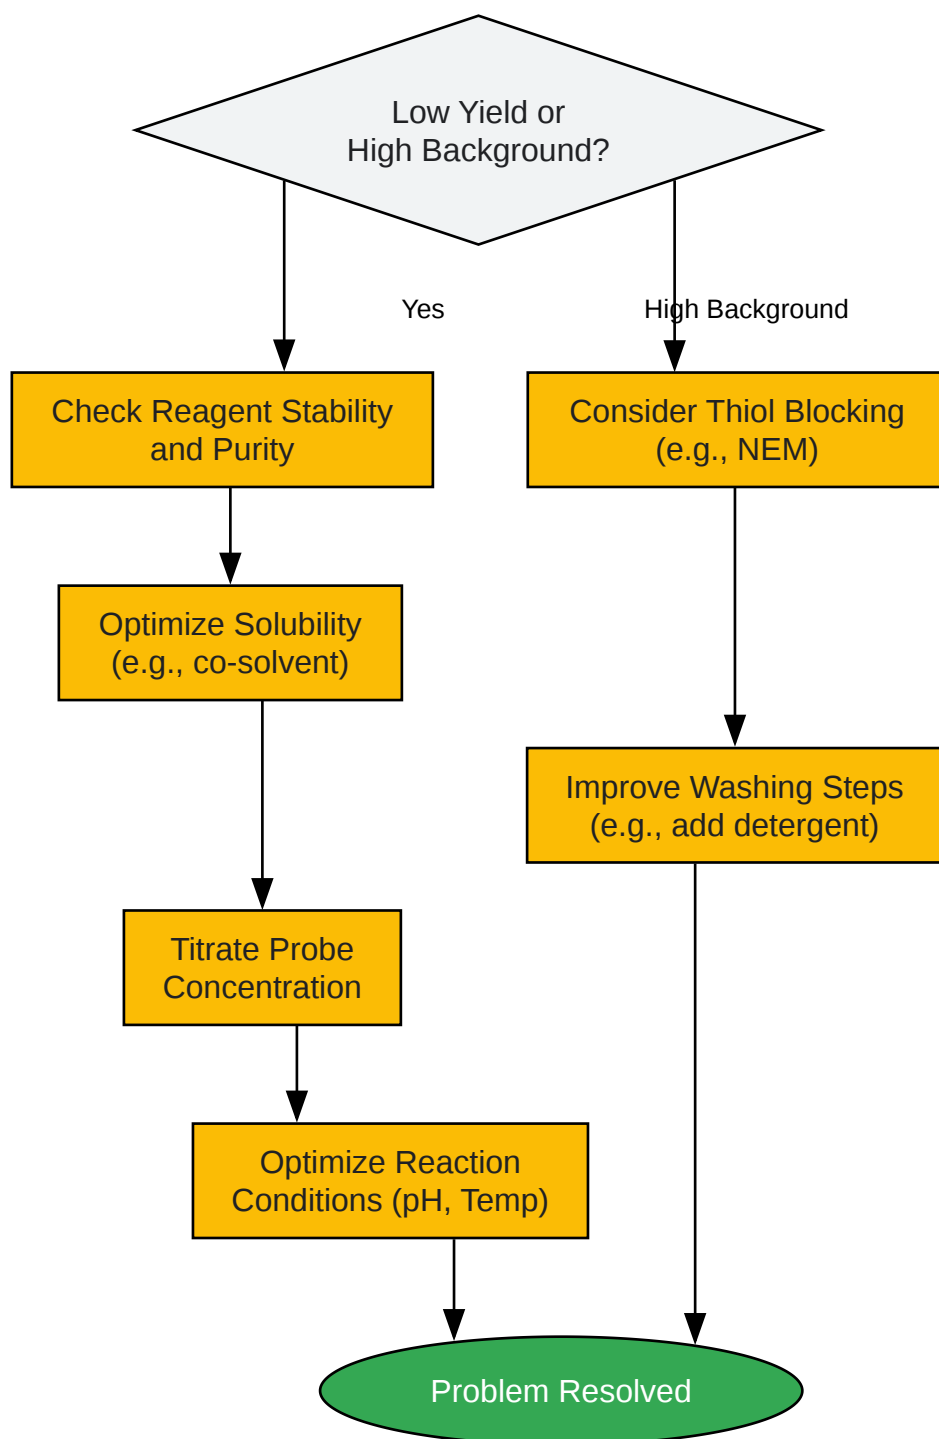 Low Yield or
High Background?
Yes
High Background
Check Reagent Stability
and Purity
Consider Thiol Blocking
(e.g., NEM)
Optimize Solubility
(e.g., co-solvent)
Improve Washing Steps
(e.g., add detergent)
Titrate Probe
Concentration
Optimize Reaction
Conditions (pH, Temp)
Problem Resolved